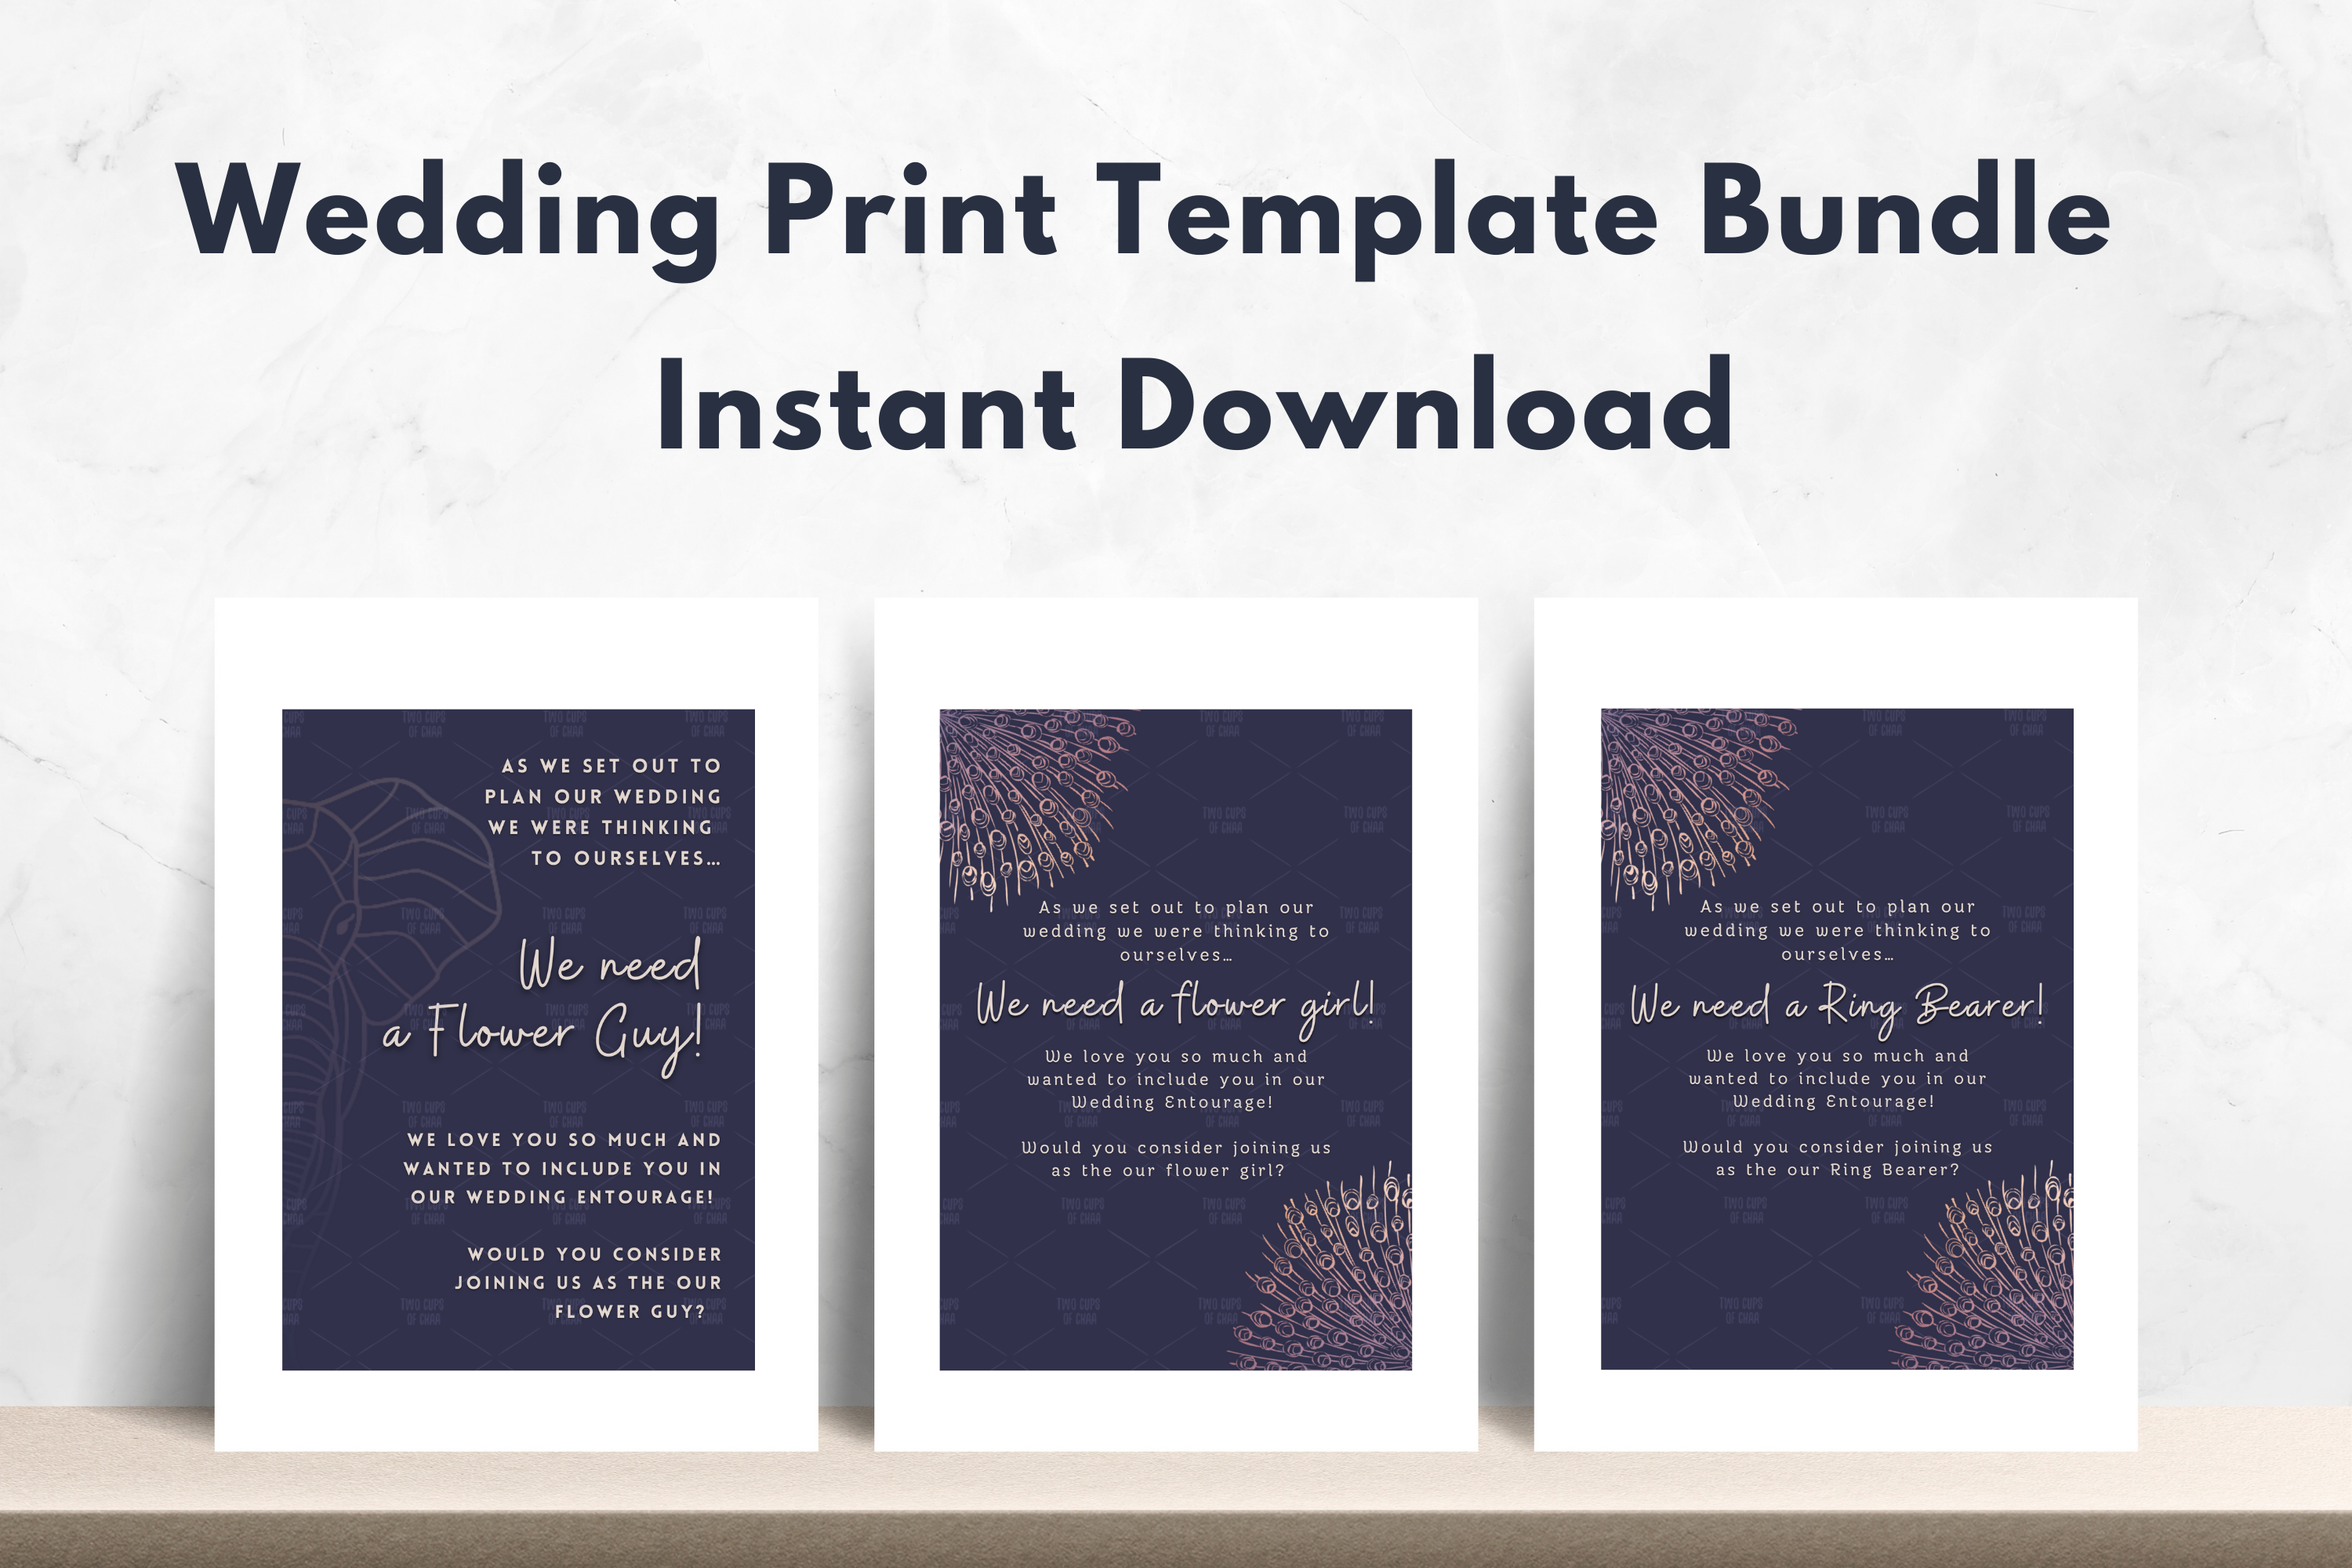 Wedding Print Template Bundle
Instant Download
AS WE SET OUT TO
PLAN OUR WEDDING
WE WERE THINKING
TO OURSELVES…
We need
a Flower Guy!
WE LOVE YOU SO MUCH AND
WANTED TO INCLUDE YOU IN
OUR WEDDING ENTOURAGE!
WOULD YOU CONSIDER
JOINING US AS THE OUR
FLOWER GUY?
As we set out to plan our
wedding we were thinking to
ourselves…
We need a flower girl!
We love you so much and
wanted to include you in our
Wedding Entourage!
Would you consider joining us
as the our flower girl?
As we set out to plan our
wedding we were thinking to
ourselves…
We need a Ring Bearer!
We love you so much and
wanted to include you in our
Wedding Entourage!
Would you consider joining us
as the our Ring Bearer?
TWO CUPS
OF CHAA